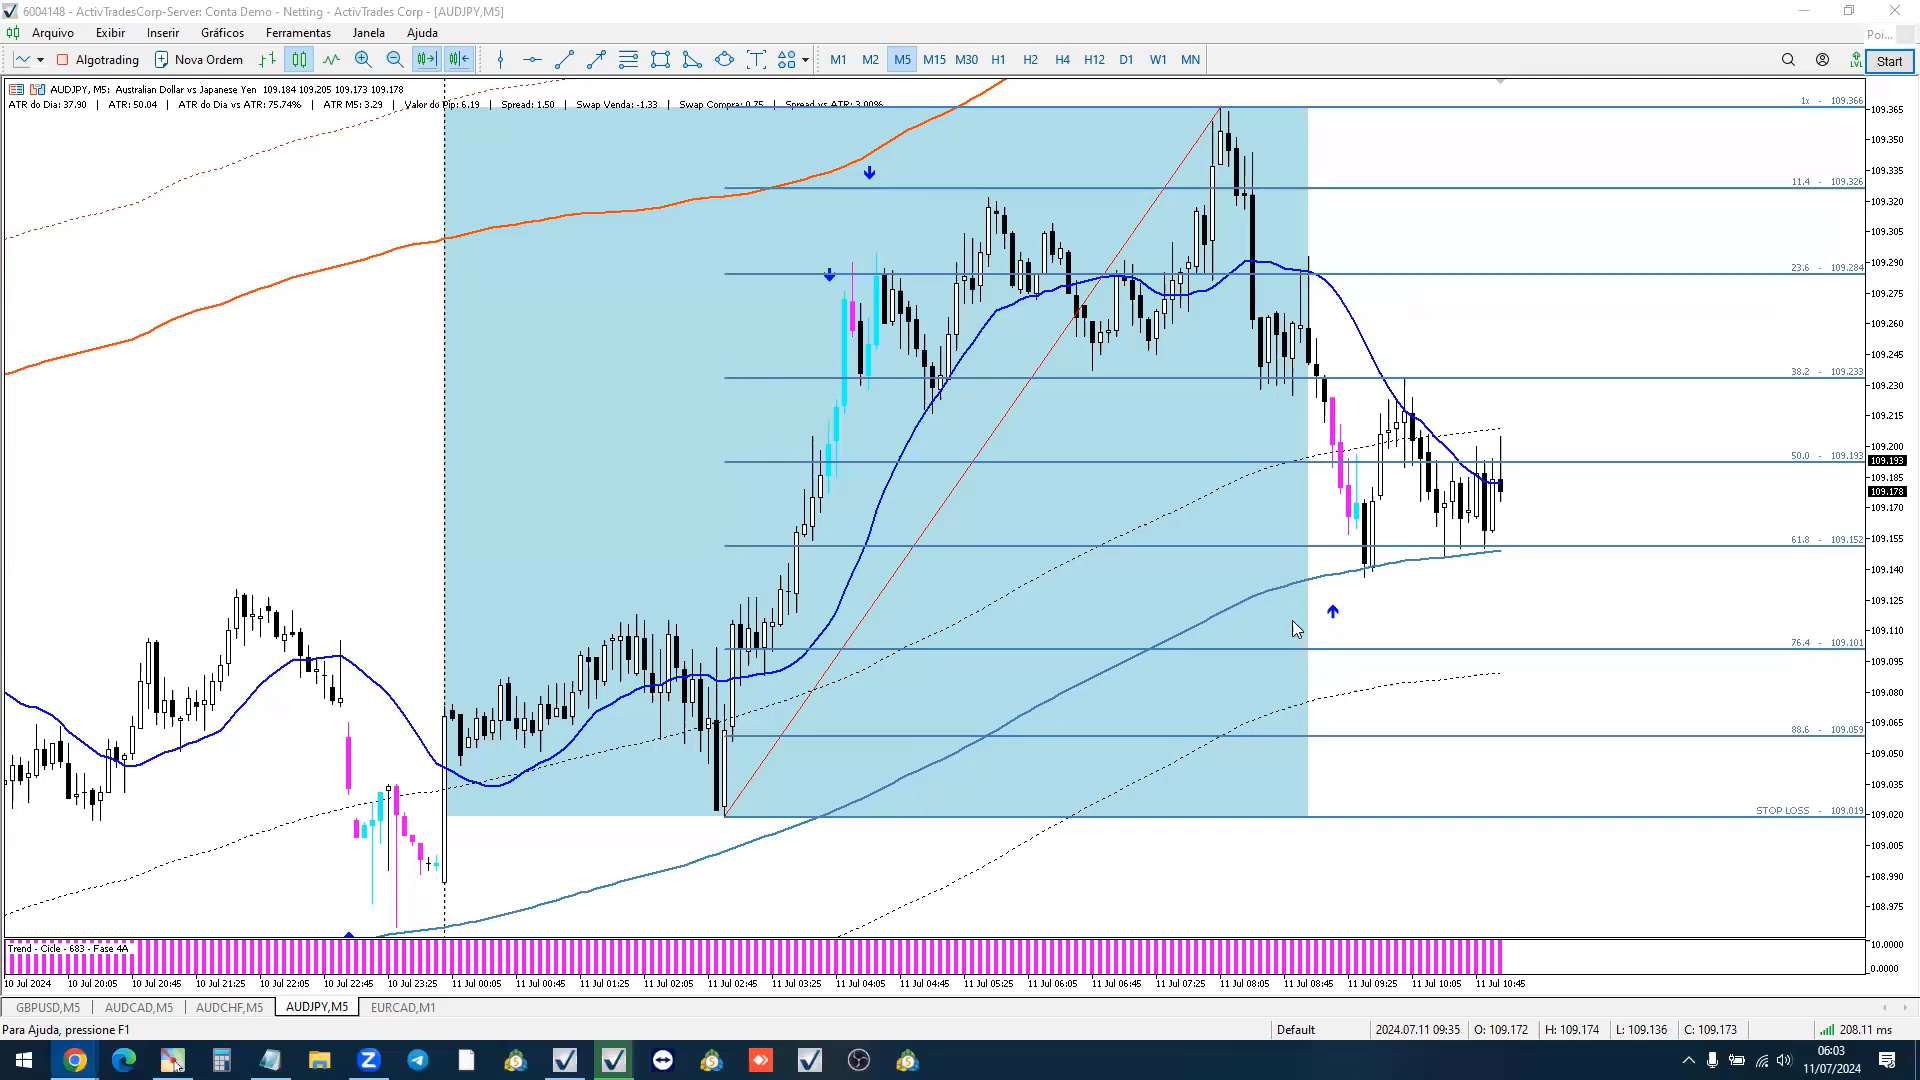 6004148 - ActivTradesCorp-Server: Conta Demo - Netting - ActivTrades Corp - [AUDJPY,M5]
Arquivo Exibir Inserir Gráficos Ferramentas Janela Ajuda
Poi...
Algotrading Nova Ordem M1 M2 M5 M15 M30 H1 H2 H4 H12 D1 W1 MN LVL Start
AUDJPY, M5: Australian Dollar vs Japanese Yen 109.184 109.205 109.173 109.178
ATR do Dia: 37.90 | ATR: 50.04 | ATR do Dia vs ATR: 75.74% | ATR M5: 3.29 | Valor do Pip: 6.19 | Spread: 1.50 | Swap Venda: -1.33 | Swap Compra: 0.75 | Spread vs ATR: 3.00%
1x - 109.366
109.365
109.350
109.335
11.4 - 109.326
109.320
109.305
109.290
23.6 - 109.284
109.275
109.260
109.245
38.2 - 109.233
109.230
109.215
109.200
50.0 - 109.193
109.193
109.185
109.178
109.170
61.8 - 109.152
109.155
109.140
109.125
109.110
76.4 - 109.101
109.095
109.080
109.065
88.6 - 109.059
109.050
109.035
109.020
STOP LOSS - 109.019
109.005
108.990
108.975
Trend - Cicle - 683 - Fase 4A
10.0000
0.0000
10 Jul 2024 10 Jul 20:05 10 Jul 20:45 10 Jul 21:25 10 Jul 22:05 10 Jul 22:45 10 Jul 23:25 11 Jul 00:05 11 Jul 00:45 11 Jul 01:25 11 Jul 02:05 11 Jul 02:45 11 Jul 03:25 11 Jul 04:05 11 Jul 04:45 11 Jul 05:25 11 Jul 06:05 11 Jul 06:45 11 Jul 07:25 11 Jul 08:05 11 Jul 08:45 11 Jul 09:25 11 Jul 10:05 11 Jul 10:45
GBPUSD,M5 AUDCAD,M5 AUDCHF,M5 AUDJPY,M5 EURCAD,M1
Para Ajuda, pressione F1 Default 2024.07.11 09:35 O: 109.172 H: 109.174 L: 109.136 C: 109.173 208.11 ms
06:03
11/07/2024